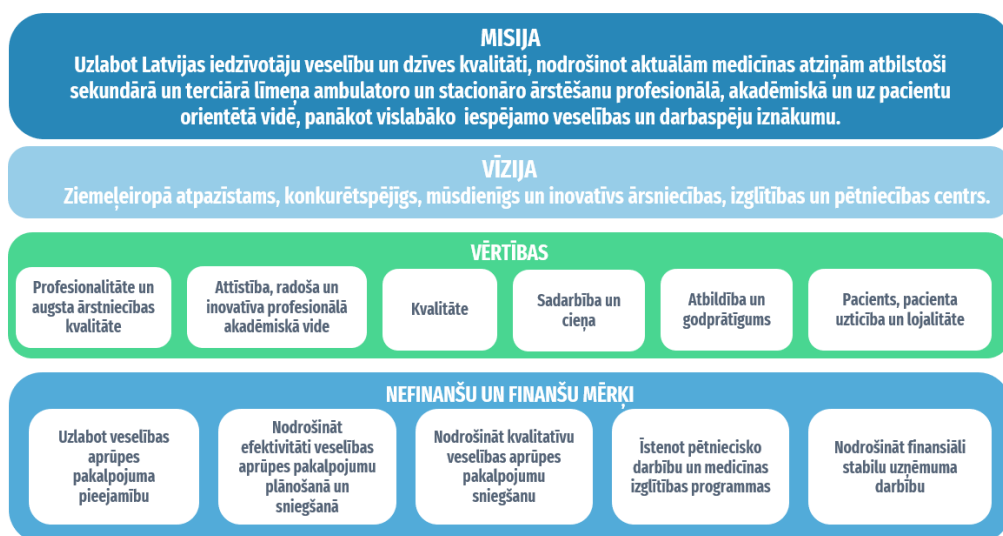 MISIJA
Uzlabot Latvijas iedzīvotāju veselību un dzīves kvalitāti, nodrošinot aktuālām medicīnas atziņām atbilstoši
sekundārā un terciārā līmeņa ambulatoro un stacionāro ārstēšanu profesionālā, akadēmiskā un uz pacientu
orientētā vidē, panākot vislabāko iespējamo veselības un darbaspēju iznākumu.
VĪZIJA
Ziemeļeiropā atpazīstams, konkurētspējīgs, mūsdienīgs un inovatīvs ārsniecības, izglītības un pētniecības centrs.
VĒRTĪBAS
Profesionalitāte un
augsta ārstniecības
kvalitāte
Attīstība, radoša un
inovatīva profesionālā
akadēmiskā vide
Kvalitāte
Sadarbība un
cieņa
Atbildība un
godprātīgums
Pacients, pacienta
uzticība un lojalitāte
NEFINANŠU UN FINANŠU MĒRĶI
Uzlabot veselības
aprūpes
pakalpojuma
pieejamību
Nodrošināt
efektivitāti veselības
aprūpes pakalpojumu
plānošanā un
sniegšanā
Nodrošināt kvalitatīvu
veselības aprūpes
pakalpojumu
sniegšanu
Īstenot pētniecisko
darbību un medicīnas
izglītības programmas
Nodrošināt finansiāli
stabilu uzņēmuma
darbību